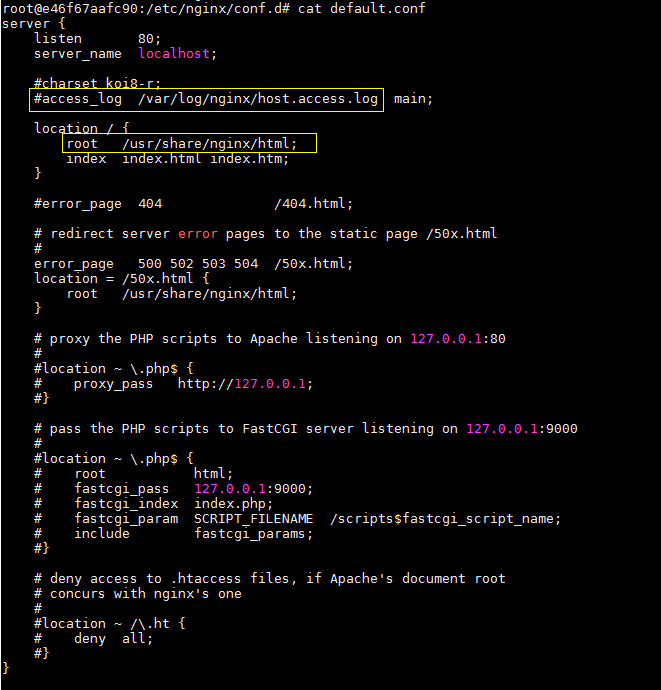 root@e46f67aafc90:/etc/nginx/conf.d# cat default.conf
server {
    listen       80;
    server_name  localhost;

    #charset koi8-r;
    #access_log  /var/log/nginx/host.access.log  main;

    location / {
        root   /usr/share/nginx/html;
        index  index.html index.htm;
    }

    #error_page  404              /404.html;

    # redirect server error pages to the static page /50x.html
    #
    error_page   500 502 503 504  /50x.html;
    location = /50x.html {
        root   /usr/share/nginx/html;
    }

    # proxy the PHP scripts to Apache listening on 127.0.0.1:80
    #
    #location ~ \.php$ {
    #    proxy_pass   http://127.0.0.1;
    #}

    # pass the PHP scripts to FastCGI server listening on 127.0.0.1:9000
    #
    #location ~ \.php$ {
    #    root           html;
    #    fastcgi_pass   127.0.0.1:9000;
    #    fastcgi_index  index.php;
    #    fastcgi_param  SCRIPT_FILENAME  /scripts$fastcgi_script_name;
    #    include        fastcgi_params;
    #}

    # deny access to .htaccess files, if Apache's document root
    # concurs with nginx's one
    #
    #location ~ /\.ht {
    #    deny  all;
    #}
}